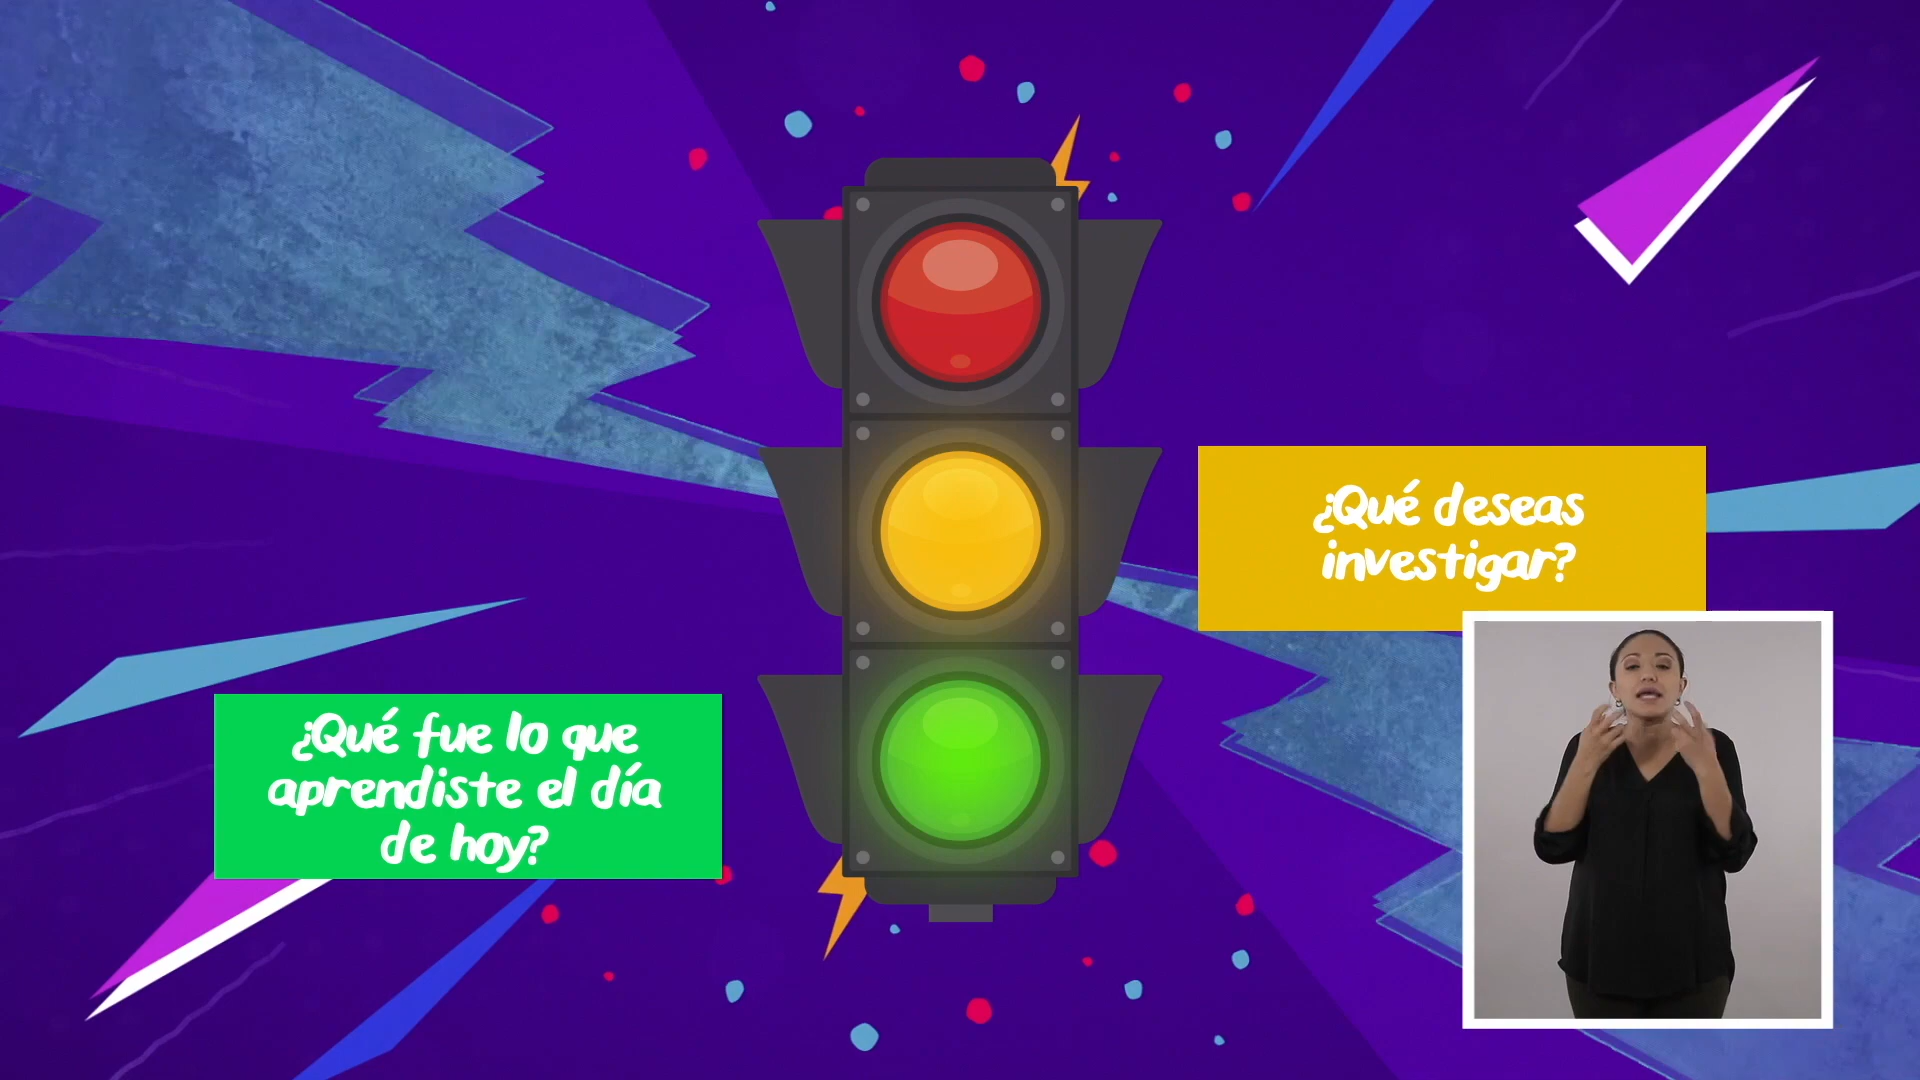 ¿Qué deseas
investigar?
¿Qué fue lo que
aprendiste el día
de hoy?